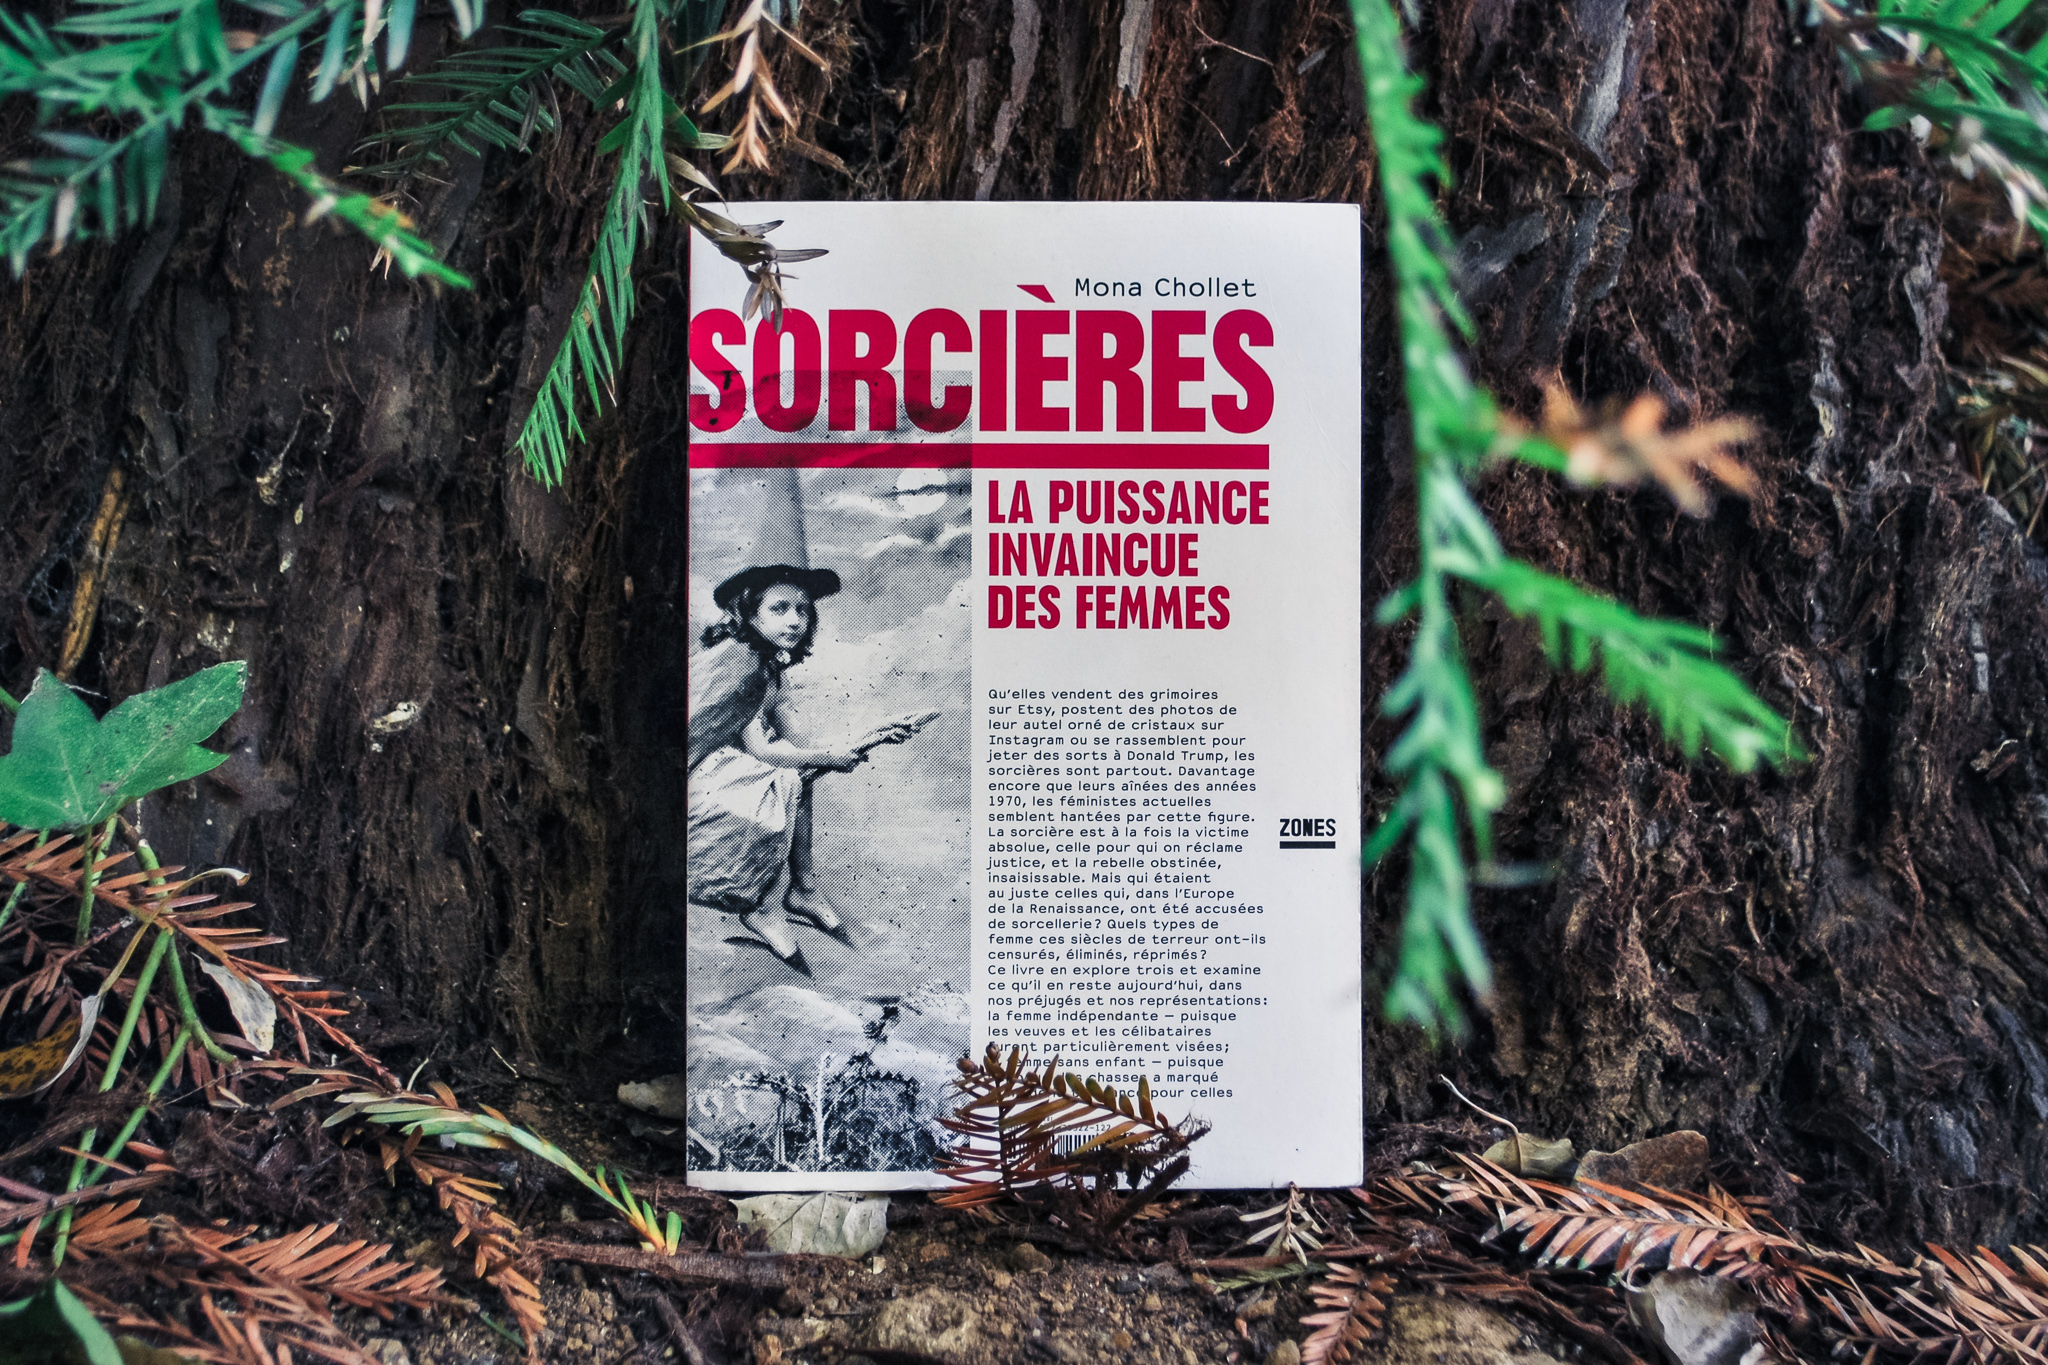 Mona Chollet
SORCIÈRES
LA PUISSANCE
INVAINCUE
DES FEMMES
Qu'elles vendent des grimoires
sur Etsy, postent des photos de
leur autel orné de cristaux sur
Instagram ou se rassemblent pour
jeter des sorts à Donald Trump, les
sorcières sont partout. Davantage
encore que leurs aînées des années
1970, les féministes actuelles
semblent hantées par cette figure.
La sorcière est à la fois la victime
absolue, celle pour qui on réclame
justice, et la rebelle obstinée,
insaisissable. Mais qui étaient
au juste celles qui, dans l'Europe
de la Renaissance, ont été accusées
de sorcellerie? Quels types de
femme ces siècles de terreur ont-ils
censurés, éliminés, réprimés?
Ce livre en explore trois et examine
ce qu'il en reste aujourd'hui, dans
nos préjugés et nos représentations:
la femme indépendante — puisque
les veuves et les célibataires
furent particulièrement visées;
sans enfant — puisque
chasses a marqué
pour celles
ZONES